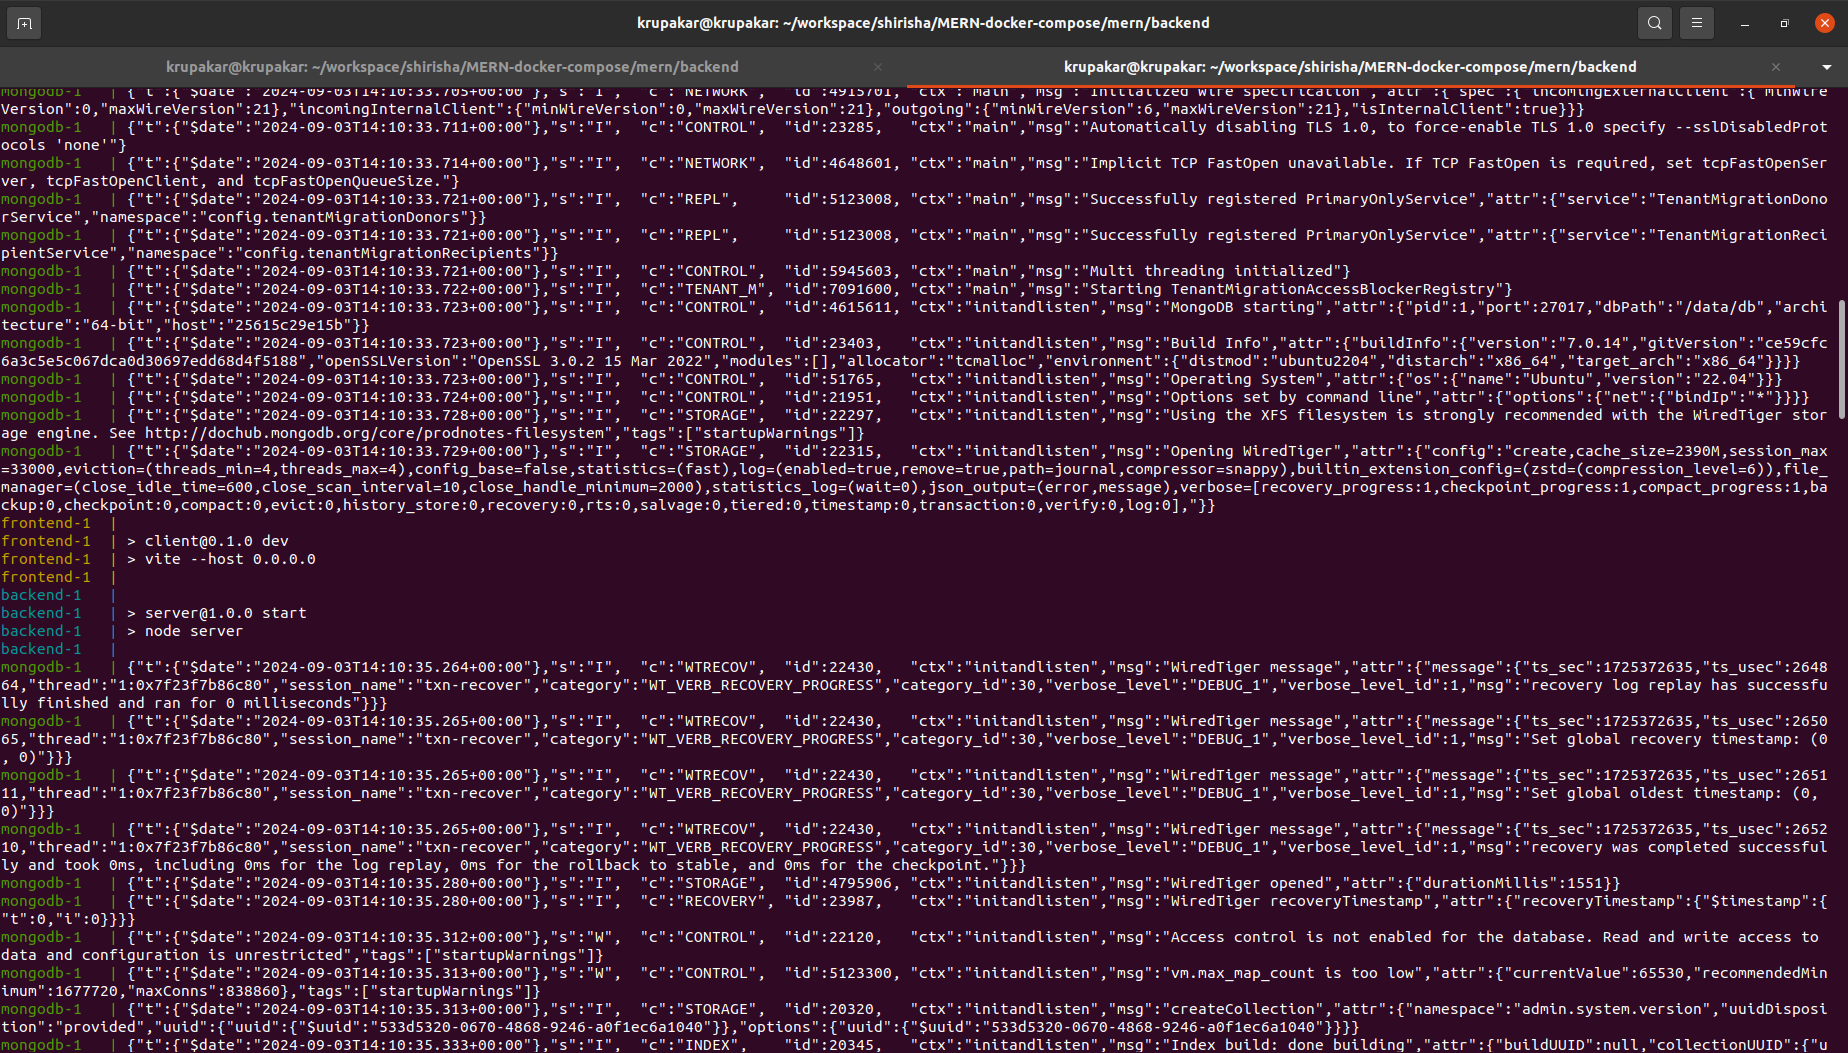 krupakar@krupakar: ~/workspace/shirisha/MERN-docker-compose/mern/backend
krupakar@krupakar: ~/workspace/shirisha/MERN-docker-compose/mern/backend
krupakar@krupakar: ~/workspace/shirisha/MERN-docker-compose/mern/backend
mongodb-1   | {"t":{"$date":"2024-09-03T14:10:33.705+00:00"},"s":"I",  "c":"NETWORK",  "id":4915701, "ctx":"main","msg":"Initialized wire specification","attr":{"spec":{"incomingExternalClient":{"minWire
Version":0,"maxWireVersion":21},"incomingInternalClient":{"minWireVersion":0,"maxWireVersion":21},"outgoing":{"minWireVersion":6,"maxWireVersion":21},"isInternalClient":true}}}
mongodb-1   | {"t":{"$date":"2024-09-03T14:10:33.711+00:00"},"s":"I",  "c":"CONTROL",  "id":23285,   "ctx":"main","msg":"Automatically disabling TLS 1.0, to force-enable TLS 1.0 specify --sslDisabledProt
ocols 'none'"}
mongodb-1   | {"t":{"$date":"2024-09-03T14:10:33.714+00:00"},"s":"I",  "c":"NETWORK",  "id":4648601, "ctx":"main","msg":"Implicit TCP FastOpen unavailable. If TCP FastOpen is required, set tcpFastOpenSer
ver, tcpFastOpenClient, and tcpFastOpenQueueSize."}
mongodb-1   | {"t":{"$date":"2024-09-03T14:10:33.721+00:00"},"s":"I",  "c":"REPL",     "id":5123008, "ctx":"main","msg":"Successfully registered PrimaryOnlyService","attr":{"service":"TenantMigrationDono
rService","namespace":"config.tenantMigrationDonors"}}
mongodb-1   | {"t":{"$date":"2024-09-03T14:10:33.721+00:00"},"s":"I",  "c":"REPL",     "id":5123008, "ctx":"main","msg":"Successfully registered PrimaryOnlyService","attr":{"service":"TenantMigrationReci
pientService","namespace":"config.tenantMigrationRecipients"}}
mongodb-1   | {"t":{"$date":"2024-09-03T14:10:33.721+00:00"},"s":"I",  "c":"CONTROL",  "id":5945603, "ctx":"main","msg":"Multi threading initialized"}
mongodb-1   | {"t":{"$date":"2024-09-03T14:10:33.722+00:00"},"s":"I",  "c":"TENANT_M", "id":7091600, "ctx":"main","msg":"Starting TenantMigrationAccessBlockerRegistry"}
mongodb-1   | {"t":{"$date":"2024-09-03T14:10:33.723+00:00"},"s":"I",  "c":"CONTROL",  "id":4615611, "ctx":"initandlisten","msg":"MongoDB starting","attr":{"pid":1,"port":27017,"dbPath":"/data/db","archi
tecture":"64-bit","host":"25615c29e15b"}}
mongodb-1   | {"t":{"$date":"2024-09-03T14:10:33.723+00:00"},"s":"I",  "c":"CONTROL",  "id":23403,   "ctx":"initandlisten","msg":"Build Info","attr":{"buildInfo":{"version":"7.0.14","gitVersion":"ce59cfc
6a3c5e5c067dca0d30697edd68d4f5188","openSSLVersion":"OpenSSL 3.0.2 15 Mar 2022","modules":[],"allocator":"tcmalloc","environment":{"distmod":"ubuntu2204","distarch":"x86_64","target_arch":"x86_64"}}}}
mongodb-1   | {"t":{"$date":"2024-09-03T14:10:33.723+00:00"},"s":"I",  "c":"CONTROL",  "id":51765,   "ctx":"initandlisten","msg":"Operating System","attr":{"os":{"name":"Ubuntu","version":"22.04"}}}
mongodb-1   | {"t":{"$date":"2024-09-03T14:10:33.724+00:00"},"s":"I",  "c":"CONTROL",  "id":21951,   "ctx":"initandlisten","msg":"Options set by command line","attr":{"options":{"net":{"bindIp":"*"}}}}
mongodb-1   | {"t":{"$date":"2024-09-03T14:10:33.728+00:00"},"s":"I",  "c":"STORAGE",  "id":22297,   "ctx":"initandlisten","msg":"Using the XFS filesystem is strongly recommended with the WiredTiger stor
age engine. See http://dochub.mongodb.org/core/prodnotes-filesystem","tags":["startupWarnings"]}
mongodb-1   | {"t":{"$date":"2024-09-03T14:10:33.729+00:00"},"s":"I",  "c":"STORAGE",  "id":22315,   "ctx":"initandlisten","msg":"Opening WiredTiger","attr":{"config":"create,cache_size=2390M,session_max
=33000,eviction=(threads_min=4,threads_max=4),config_base=false,statistics=(fast),log=(enabled=true,remove=true,path=journal,compressor=snappy),builtin_extension_config=(zstd=(compression_level=6)),file_
manager=(close_idle_time=600,close_scan_interval=10,close_handle_minimum=2000),statistics_log=(wait=0),json_output=(error,message),verbose=[recovery_progress:1,checkpoint_progress:1,compact_progress:1,ba
ckup:0,checkpoint:0,compact:0,evict:0,history_store:0,recovery:0,rts:0,salvage:0,tiered:0,timestamp:0,transaction:0,verify:0,log:0],"}}
frontend-1  |
frontend-1  | > client@0.1.0 dev
frontend-1  | > vite --host 0.0.0.0
frontend-1  |
backend-1   |
backend-1   | > server@1.0.0 start
backend-1   | > node server
backend-1   |
mongodb-1   | {"t":{"$date":"2024-09-03T14:10:35.264+00:00"},"s":"I",  "c":"WTRECOV",  "id":22430,   "ctx":"initandlisten","msg":"WiredTiger message","attr":{"message":{"ts_sec":1725372635,"ts_usec":2648
64,"thread":"1:0x7f23f7b86c80","session_name":"txn-recover","category":"WT_VERB_RECOVERY_PROGRESS","category_id":30,"verbose_level":"DEBUG_1","verbose_level_id":1,"msg":"recovery log replay has successfu
lly finished and ran for 0 milliseconds"}}}
mongodb-1   | {"t":{"$date":"2024-09-03T14:10:35.265+00:00"},"s":"I",  "c":"WTRECOV",  "id":22430,   "ctx":"initandlisten","msg":"WiredTiger message","attr":{"message":{"ts_sec":1725372635,"ts_usec":2650
65,"thread":"1:0x7f23f7b86c80","session_name":"txn-recover","category":"WT_VERB_RECOVERY_PROGRESS","category_id":30,"verbose_level":"DEBUG_1","verbose_level_id":1,"msg":"Set global recovery timestamp: (0
, 0)"}}}
mongodb-1   | {"t":{"$date":"2024-09-03T14:10:35.265+00:00"},"s":"I",  "c":"WTRECOV",  "id":22430,   "ctx":"initandlisten","msg":"WiredTiger message","attr":{"message":{"ts_sec":1725372635,"ts_usec":2651
11,"thread":"1:0x7f23f7b86c80","session_name":"txn-recover","category":"WT_VERB_RECOVERY_PROGRESS","category_id":30,"verbose_level":"DEBUG_1","verbose_level_id":1,"msg":"Set global oldest timestamp: (0,
0)"}}}
mongodb-1   | {"t":{"$date":"2024-09-03T14:10:35.265+00:00"},"s":"I",  "c":"WTRECOV",  "id":22430,   "ctx":"initandlisten","msg":"WiredTiger message","attr":{"message":{"ts_sec":1725372635,"ts_usec":2652
10,"thread":"1:0x7f23f7b86c80","session_name":"txn-recover","category":"WT_VERB_RECOVERY_PROGRESS","category_id":30,"verbose_level":"DEBUG_1","verbose_level_id":1,"msg":"recovery was completed successful
ly and took 0ms, including 0ms for the log replay, 0ms for the rollback to stable, and 0ms for the checkpoint."}}}
mongodb-1   | {"t":{"$date":"2024-09-03T14:10:35.280+00:00"},"s":"I",  "c":"STORAGE",  "id":4795906, "ctx":"initandlisten","msg":"WiredTiger opened","attr":{"durationMillis":1551}}
mongodb-1   | {"t":{"$date":"2024-09-03T14:10:35.280+00:00"},"s":"I",  "c":"RECOVERY", "id":23987,   "ctx":"initandlisten","msg":"WiredTiger recoveryTimestamp","attr":{"recoveryTimestamp":{"$timestamp":{
"t":0,"i":0}}}}
mongodb-1   | {"t":{"$date":"2024-09-03T14:10:35.312+00:00"},"s":"W",  "c":"CONTROL",  "id":22120,   "ctx":"initandlisten","msg":"Access control is not enabled for the database. Read and write access to
data and configuration is unrestricted","tags":["startupWarnings"]}
mongodb-1   | {"t":{"$date":"2024-09-03T14:10:35.313+00:00"},"s":"W",  "c":"CONTROL",  "id":5123300, "ctx":"initandlisten","msg":"vm.max_map_count is too low","attr":{"currentValue":65530,"recommendedMin
imum":1677720,"maxConns":838860},"tags":["startupWarnings"]}
mongodb-1   | {"t":{"$date":"2024-09-03T14:10:35.313+00:00"},"s":"I",  "c":"STORAGE",  "id":20320,   "ctx":"initandlisten","msg":"createCollection","attr":{"namespace":"admin.system.version","uuidDisposi
tion":"provided","uuid":{"uuid":{"$uuid":"533d5320-0670-4868-9246-a0f1ec6a1040"}},"options":{"uuid":{"$uuid":"533d5320-0670-4868-9246-a0f1ec6a1040"}}}}
mongodb-1   | {"t":{"$date":"2024-09-03T14:10:35.333+00:00"},"s":"I",  "c":"INDEX",    "id":20345,   "ctx":"initandlisten","msg":"Index build: done building","attr":{"buildUUID":null,"collectionUUID":{"u